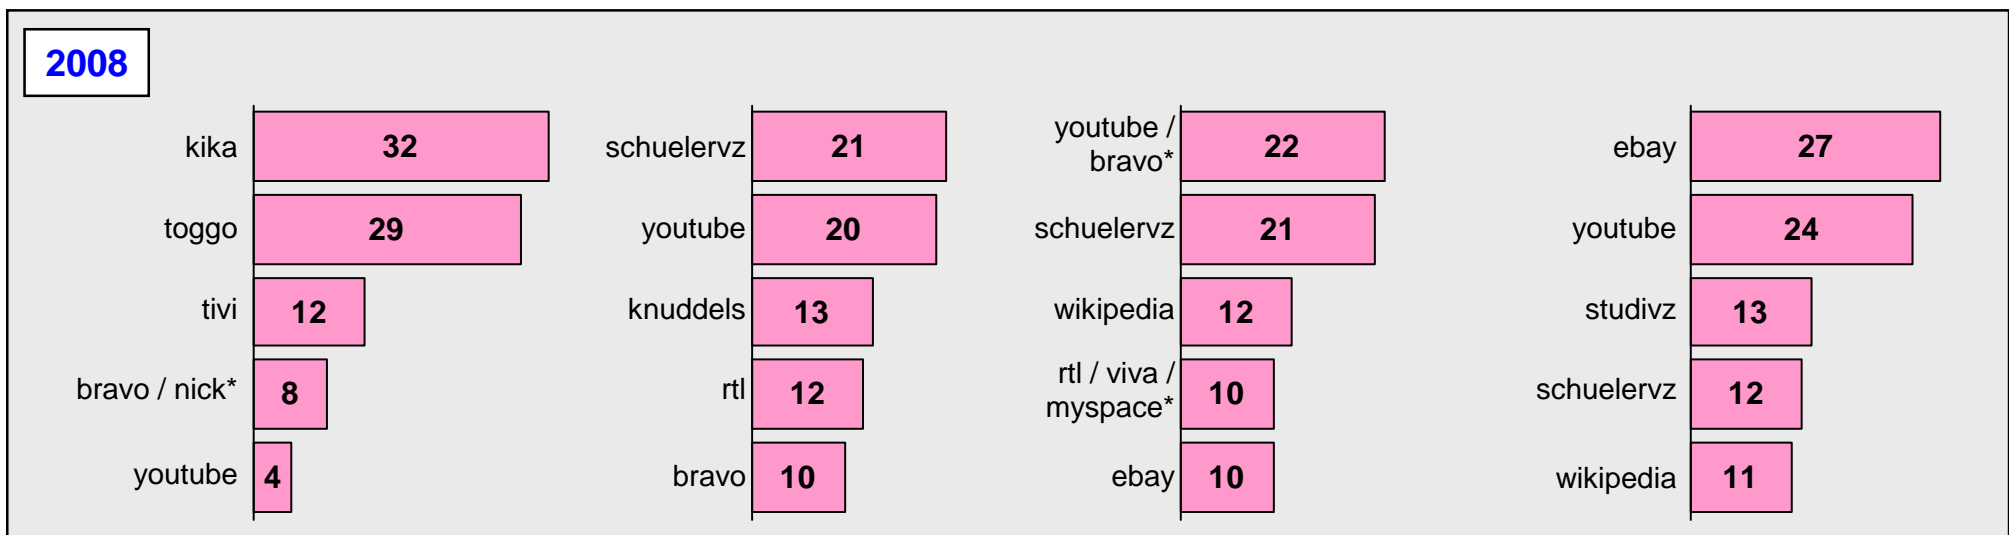 2008
kika 32
toggo 29
tivi 12
bravo / nick* 8
youtube 4
schuelervz 21
youtube 20
knuddels 13
rtl 12
bravo 10
youtube /
bravo* 22
schuelervz 21
wikipedia 12
rtl / viva /
myspace* 10
ebay 10
ebay 27
youtube 24
studivz 13
schuelervz 12
wikipedia 11